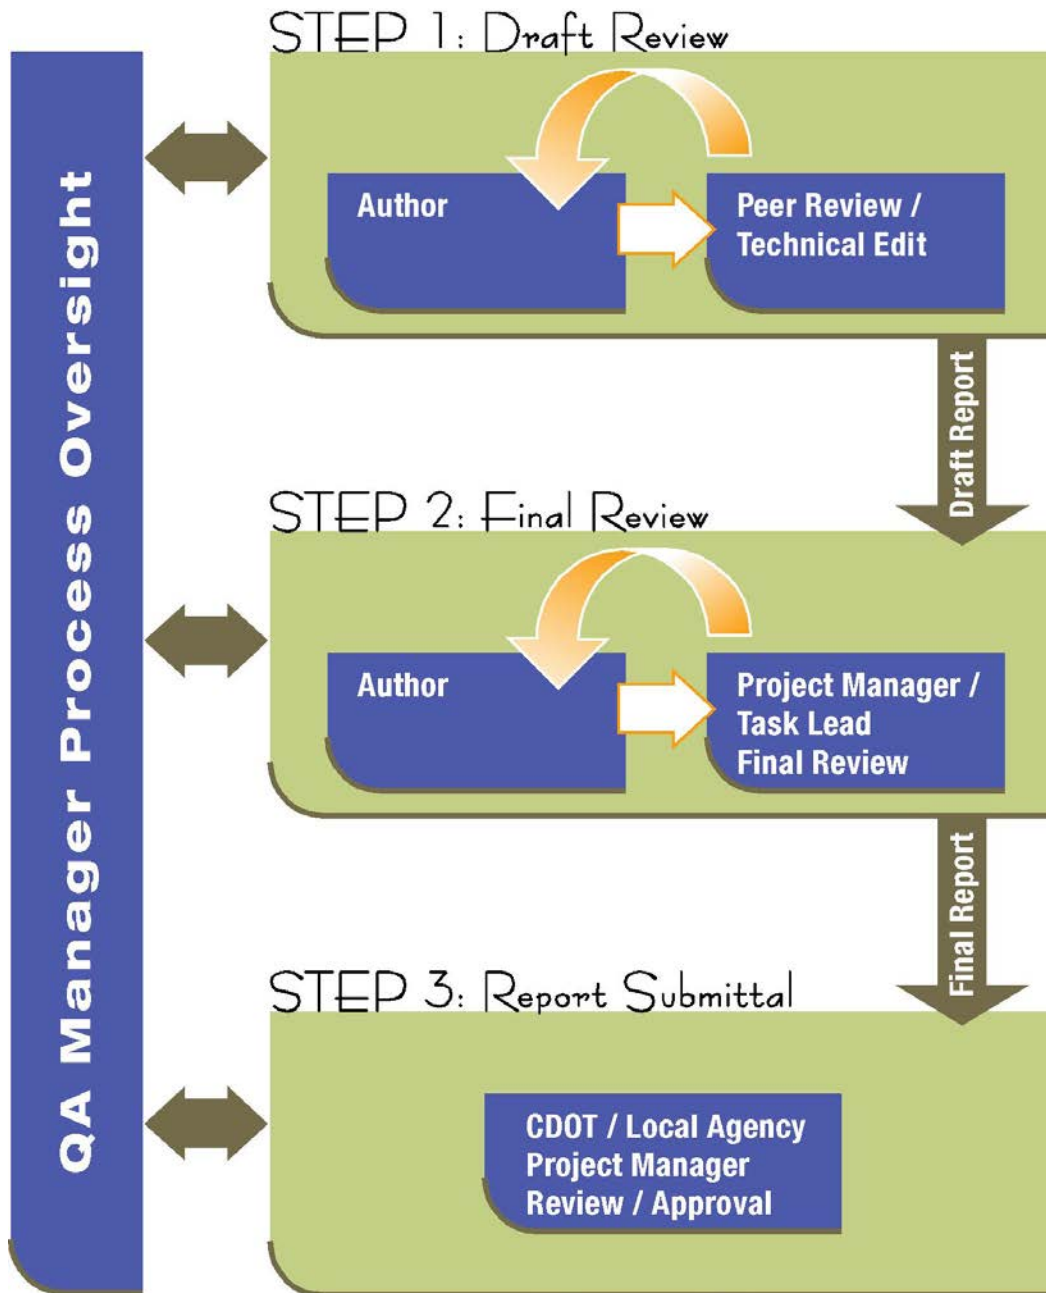 QA Manager Process Oversight
STEP 1: Draft Review
Author
Peer Review /
Technical Edit
Draft Report
STEP 2: Final Review
Author
Project Manager /
Task Lead
Final Review
Final Report
STEP 3: Report Submittal
CDOT / Local Agency
Project Manager
Review / Approval